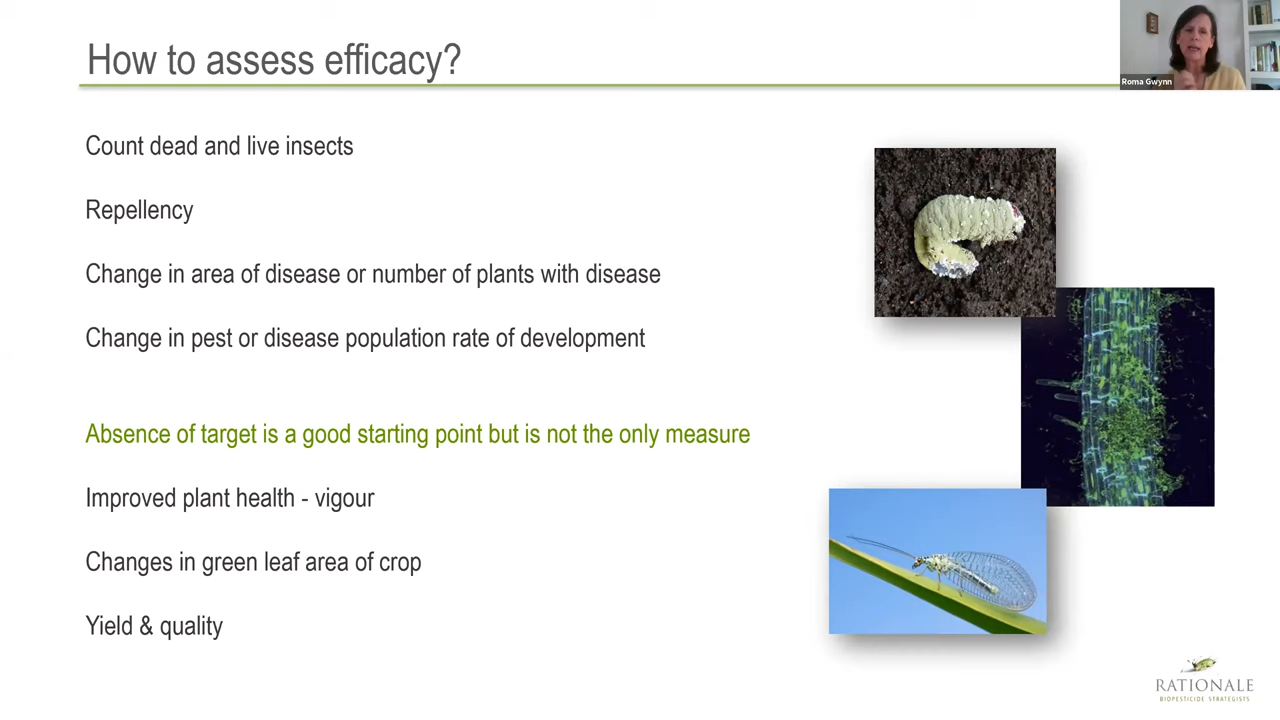 How to assess efficacy?
Roma Gwynn
Count dead and live insects
Repellency
Change in area of disease or number of plants with disease
Change in pest or disease population rate of development
Absence of target is a good starting point but is not the only measure
Improved plant health - vigour
Changes in green leaf area of crop
Yield & quality
RATIONALE
BIOPESTICIDE STRATEGISTS